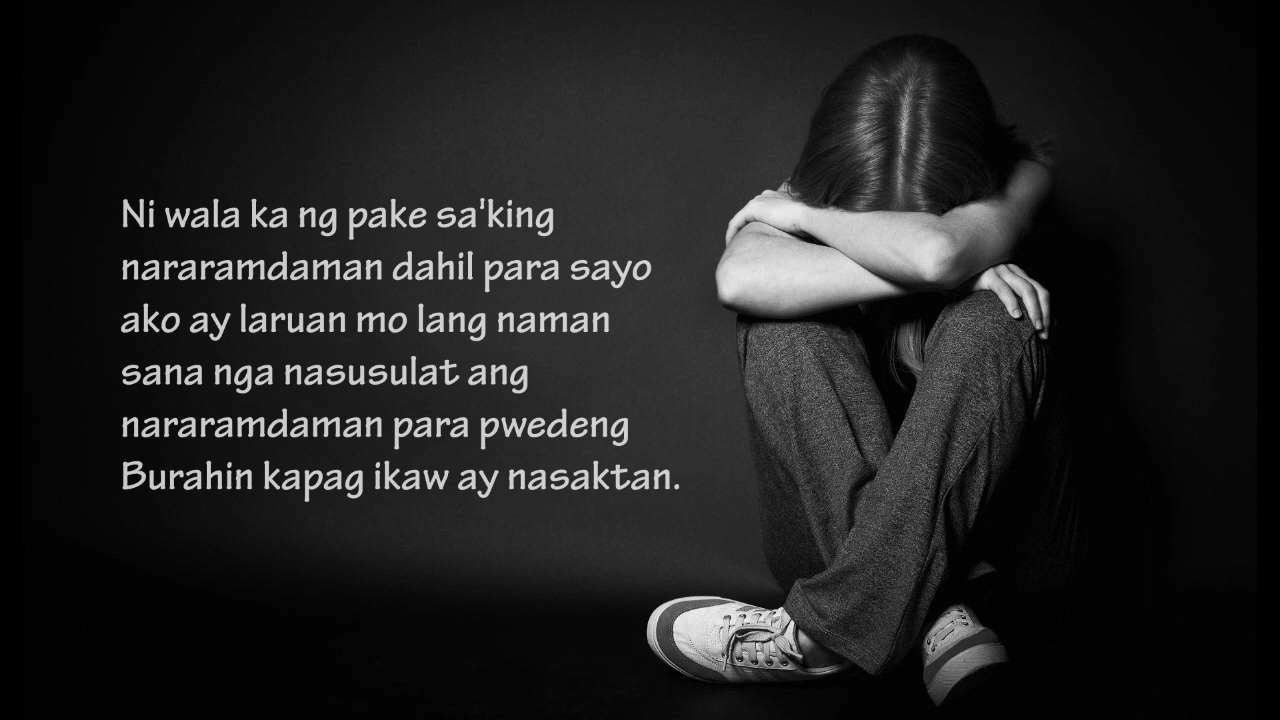 Ni wala ka ng pake sa'king
nararamdaman dahil para sayo
ako ay laruan mo lang naman
sana nga nasusulat ang
nararamdaman para pwedeng
Burahin kapag ikaw ay nasaktan.